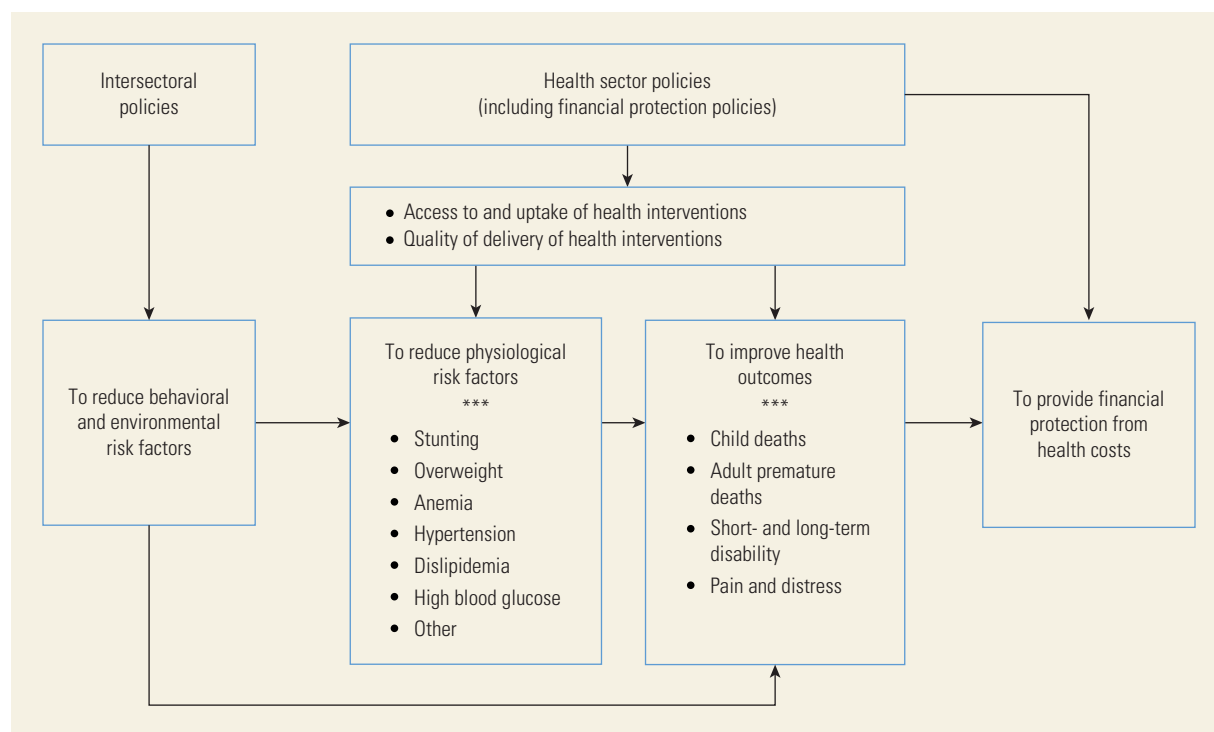 Intersectoral
policies
Health sector policies
(including financial protection policies)
• Access to and uptake of health interventions
• Quality of delivery of health interventions
To reduce behavioral
and environmental
risk factors
To reduce physiological
risk factors
***
• Stunting
• Overweight
• Anemia
• Hypertension
• Dislipidemia
• High blood glucose
• Other
To improve health
outcomes
***
• Child deaths
• Adult premature
deaths
• Short- and long-term
disability
• Pain and distress
To provide financial
protection from
health costs